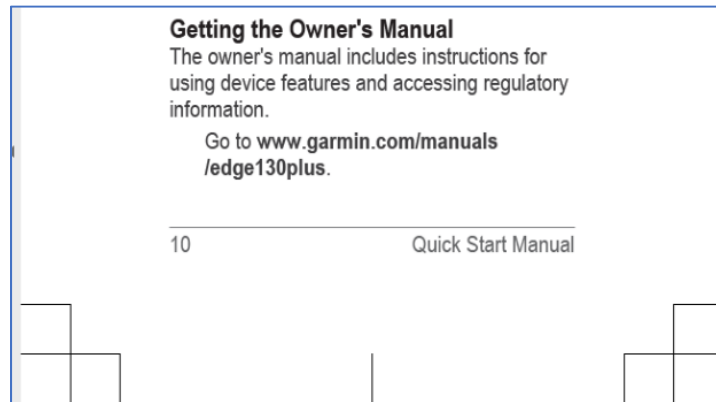 Getting the Owner's Manual
The owner's manual includes instructions for
using device features and accessing regulatory
information.
Go to www.garmin.com/manuals
/edge130plus.
10 Quick Start Manual